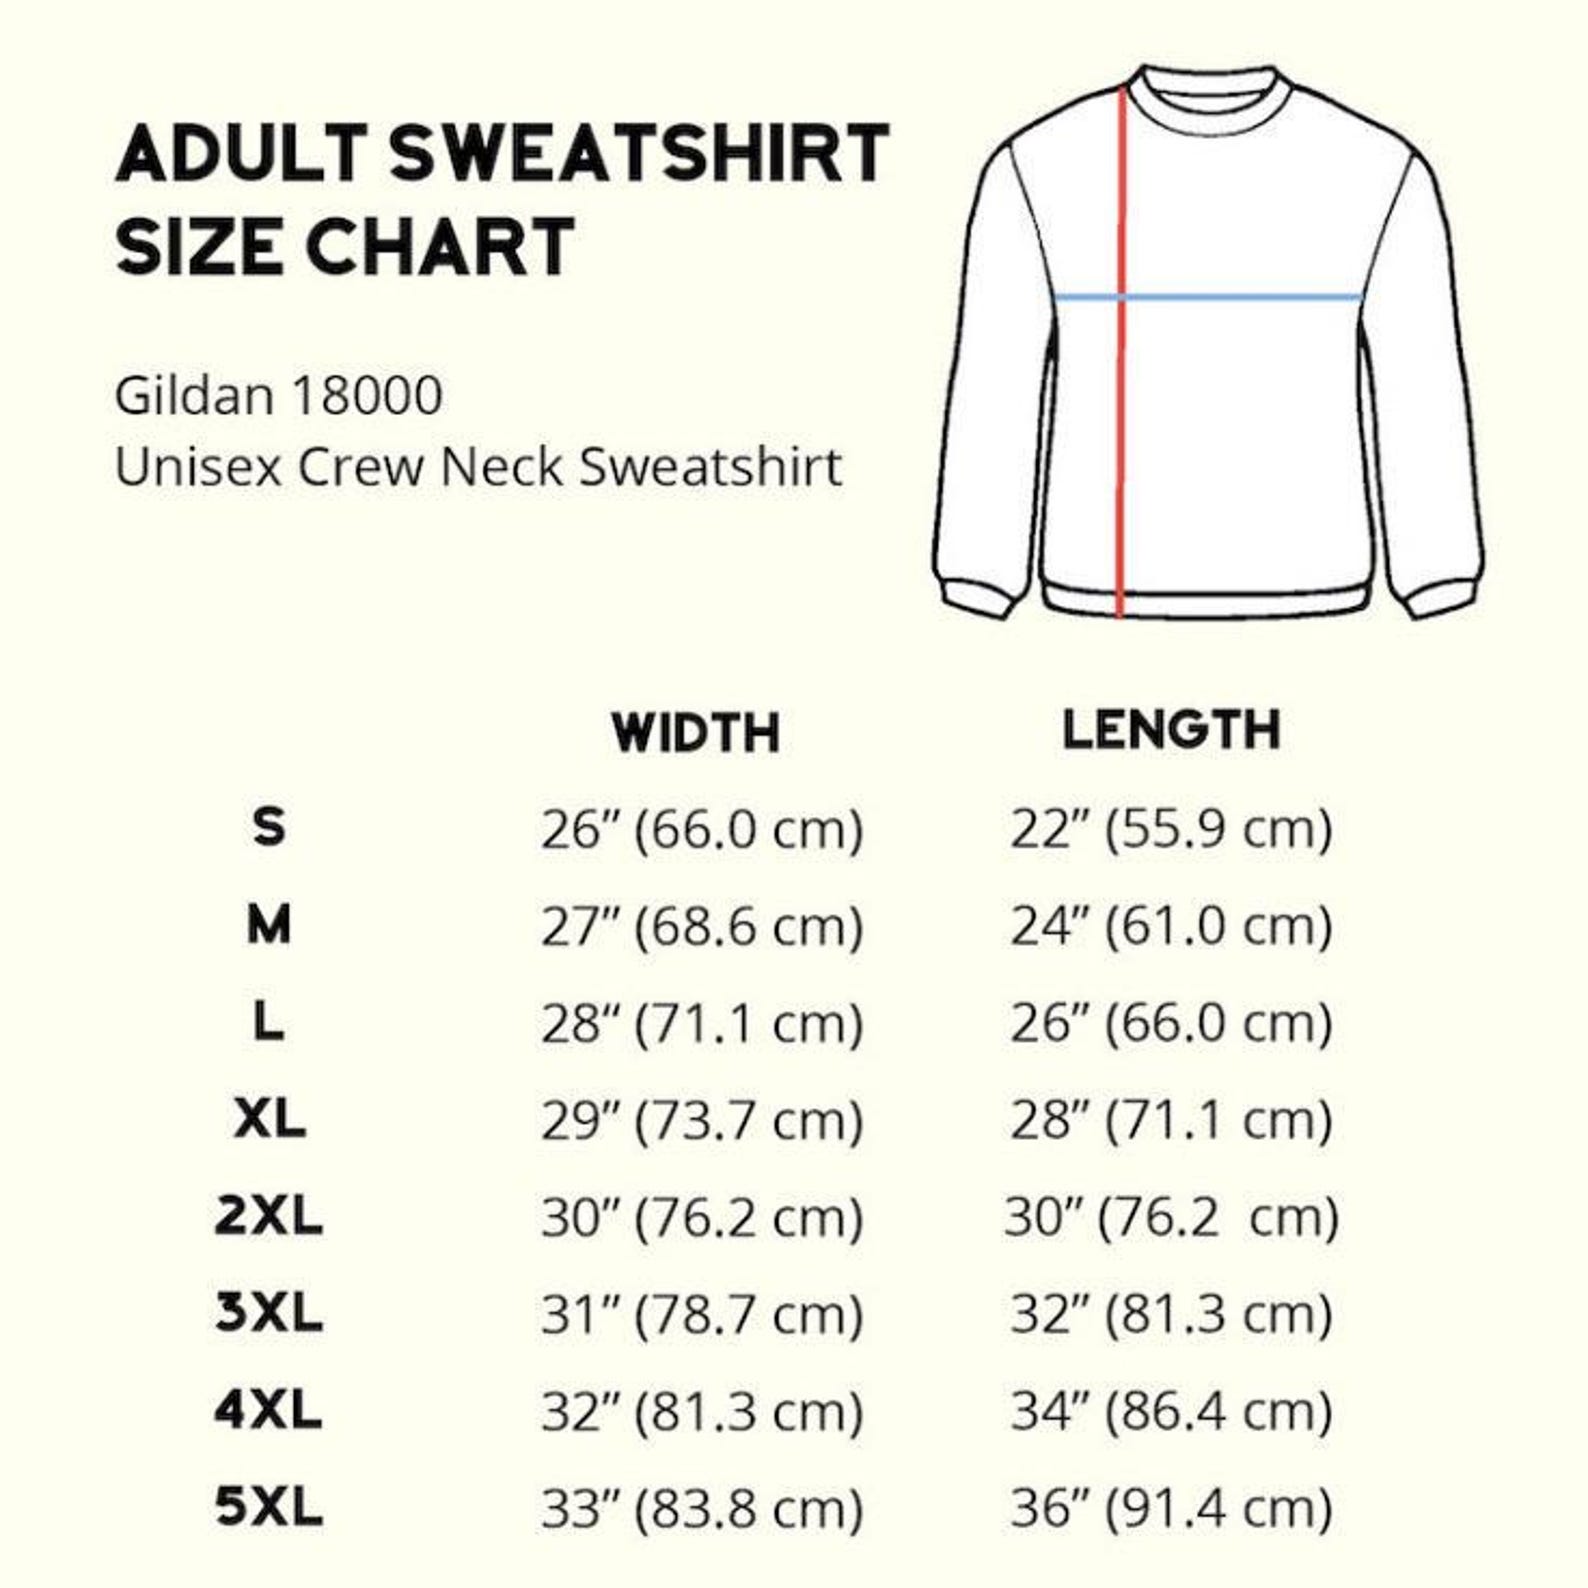 ADULT SWEATSHIRT
SIZE CHART
Gildan 18000
Unisex Crew Neck Sweatshirt
WIDTH LENGTH
S 26” (66.0 cm) 22” (55.9 cm)
M 27” (68.6 cm) 24” (61.0 cm)
L 28“ (71.1 cm) 26” (66.0 cm)
XL 29” (73.7 cm) 28” (71.1 cm)
2XL 30” (76.2 cm) 30” (76.2  cm)
3XL 31” (78.7 cm) 32” (81.3 cm)
4XL 32” (81.3 cm) 34” (86.4 cm)
5XL 33” (83.8 cm) 36” (91.4 cm)